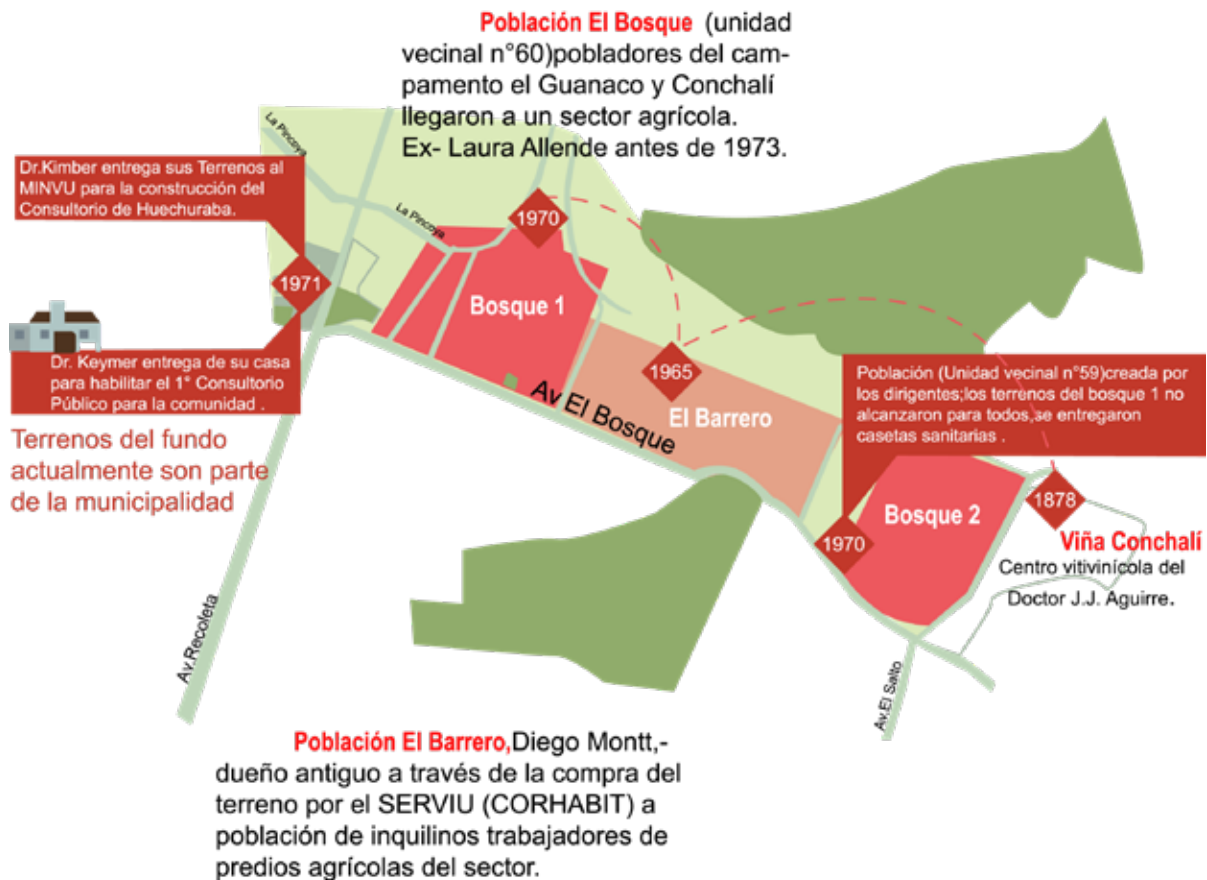 Población El Bosque (unidad
vecinal n°60)pobladores del cam-
pamento el Guanaco y Conchalí
llegaron a un sector agrícola.
Ex- Laura Allende antes de 1973.
La Pincoya
Dr.Kimber entrega sus Terrenos al
MINVU para la construcción del
Consultorio de Huechuraba.
La Pincoya
1970
1971
Bosque 1
Dr. Keymer entrega de su casa
para habilitar el 1° Consultorio
Público para la comunidad .
1965
El Barrero
Av El Bosque
Población (Unidad vecinal n°59)creada por
los dirigentes;los terrenos del bosque 1 no
alcanzaron para todos,se entregaron
casetas sanitarias .
Terrenos del fundo
actualmente son parte
de la municipalidad
Bosque 2
1970
1878
Viña Conchalí
Centro vitivinícola del
Doctor J.J. Aguirre.
Av.Recoleta
Av.El Salto
Población El Barrero,Diego Montt,-
dueño antiguo a través de la compra del
terreno por el SERVIU (CORHABIT) a
población de inquilinos trabajadores de
predios agrícolas del sector.